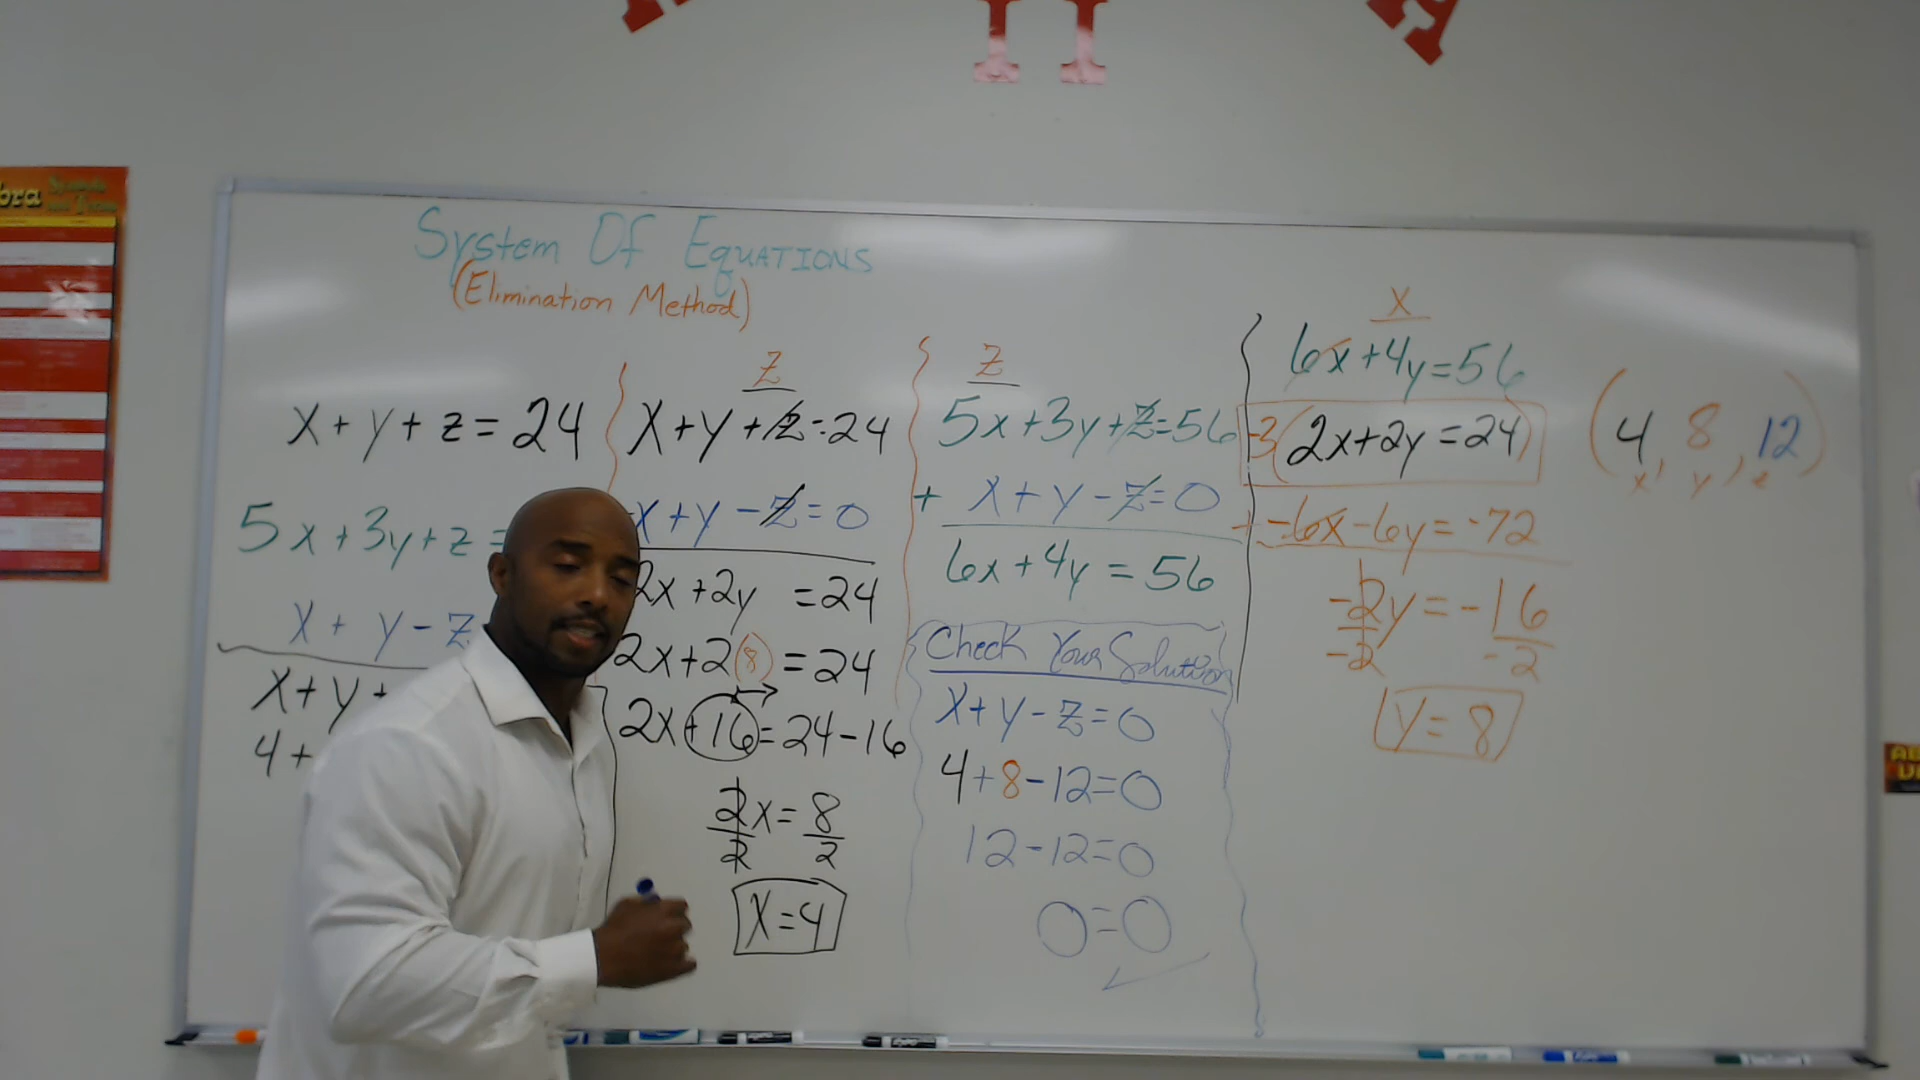 bra
System Of Equations
(Elimination Method)
x + y + z = 24
5x + 3y + z =
x + y - z
x + y +
4 +
z
x + y + z = 24
x + y - z = 0
2x + 2y = 24
2x + 2(8) = 24
2x + 16 = 24 - 16
2x = 8
2 2
x = 4
z
5x + 3y + z = 56
+ x + y - z = 0
6x + 4y = 56
Check Your Solution
x + y - z = 0
4 + 8 - 12 = 0
12 - 12 = 0
0 = 0
x
6x + 4y = 56
-3(2x + 2y = 24)
+ -6x - 6y = -72
-2y = -16
-2 -2
y = 8
(4, 8, 12)
x, y, z